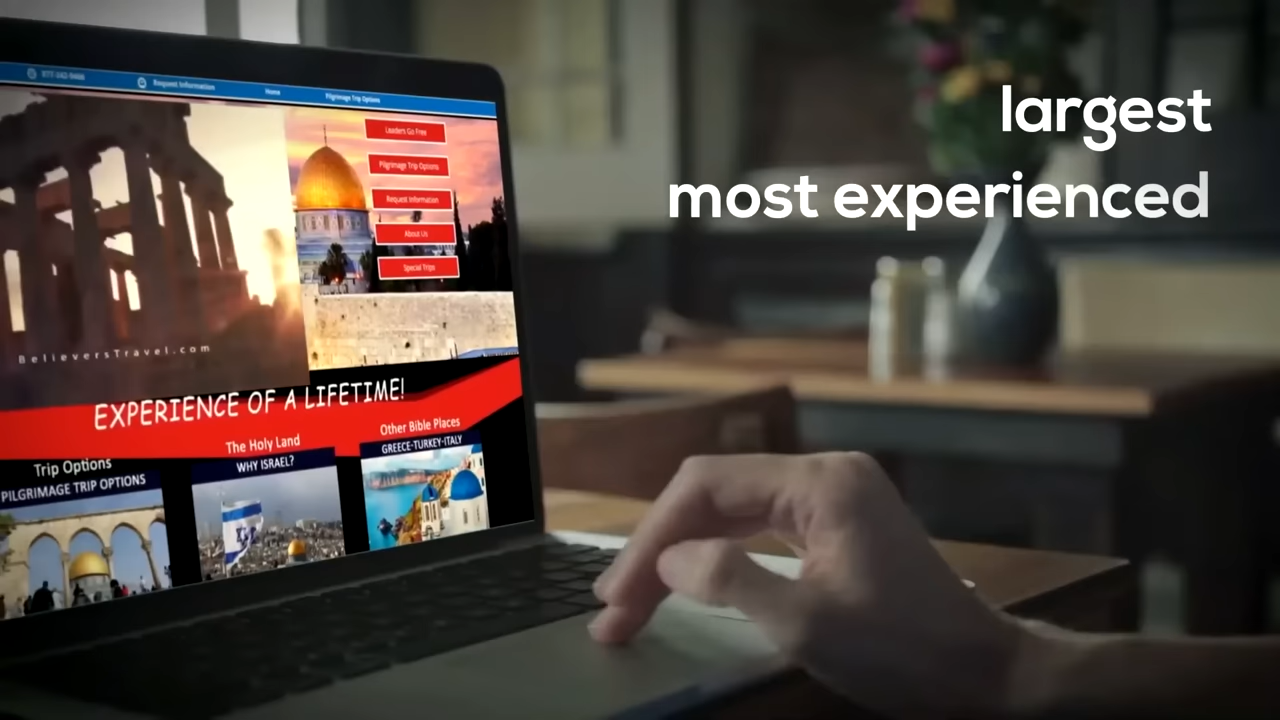 largest
most experienced
Request Information
Home
Pilgrimage Trip Options
Leaders Go Free
Pilgrimage Trip Options
Request Information
About Us
Special Trips
BelieversTravel.com
EXPERIENCE OF A LIFETIME!
Trip Options
PILGRIMAGE TRIP OPTIONS
The Holy Land
WHY ISRAEL?
Other Bible Places
GREECE-TURKEY-ITALY